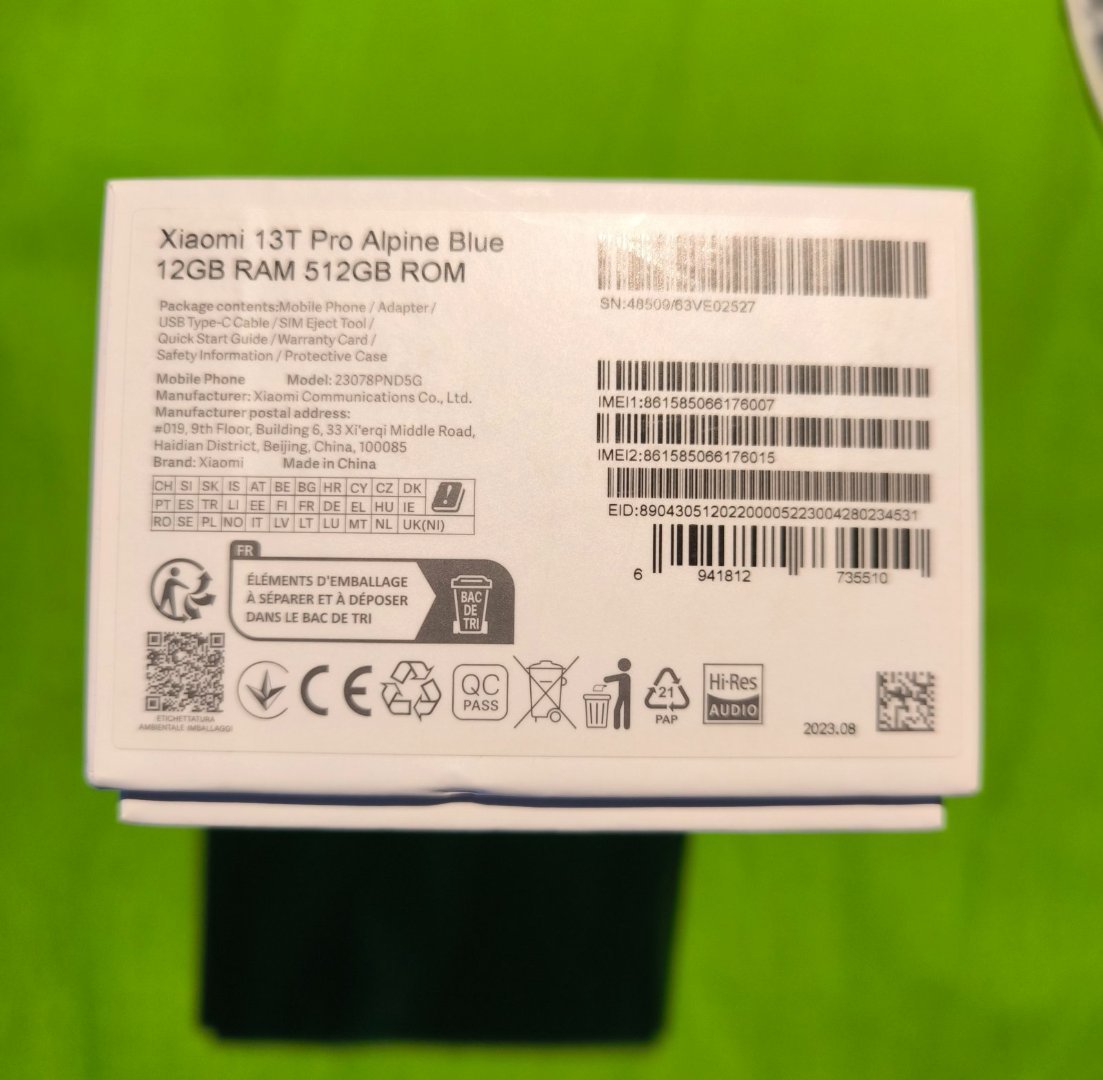 Xiaomi 13T Pro Alpine Blue
12GB RAM 512GB ROM
Package contents:Mobile Phone / Adapter /
USB Type-C Cable / SIM Eject Tool /
Quick Start Guide / Warranty Card /
Safety Information / Protective Case
Mobile Phone Model: 23078PND5G
Manufacturer: Xiaomi Communications Co., Ltd.
Manufacturer postal address:
#019, 9th Floor, Building 6, 33 Xi'erqi Middle Road,
Haidian District, Beijing, China, 100085
Brand: Xiaomi Made in China
CH SI SK IS AT BE BG HR CY CZ DK
PT ES TR LI EE FI FR DE EL HU IE
RO SE PL NO IT LV LT LU MT NL UK(NI)
FR
ÉLÉMENTS D'EMBALLAGE
À SÉPARER ET À DÉPOSER
DANS LE BAC DE TRI
BAC
DE
TRI
ETICHETTATURA
AMBIENTALE IMBALLAGGI
CE
QC
PASS
21
PAP
Hi-Res
AUDIO
SN:48509/63VE02527
IMEI1:861585066176007
IMEI2:861585066176015
EID:89043051202200005223004280234531
6 941812 735510
2023.08